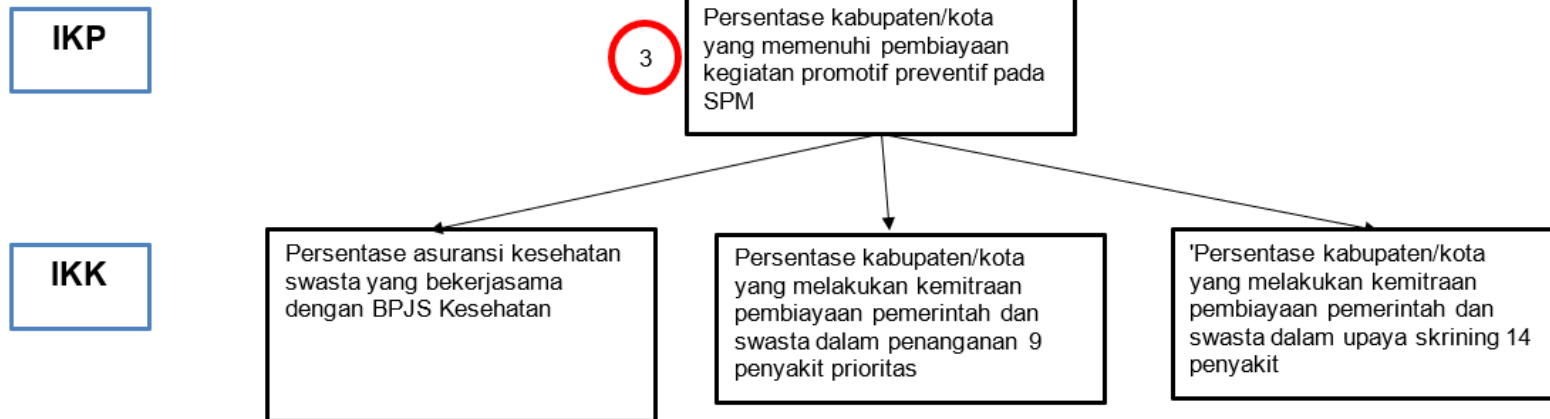 IKP
3
Persentase kabupaten/kota
yang memenuhi pembiayaan
kegiatan promotif preventif pada
SPM
IKK
Persentase asuransi kesehatan
swasta yang bekerjasama
dengan BPJS Kesehatan
Persentase kabupaten/kota
yang melakukan kemitraan
pembiayaan pemerintah dan
swasta dalam penanganan 9
penyakit prioritas
'Persentase kabupaten/kota
yang melakukan kemitraan
pembiayaan pemerintah dan
swasta dalam upaya skrining 14
penyakit